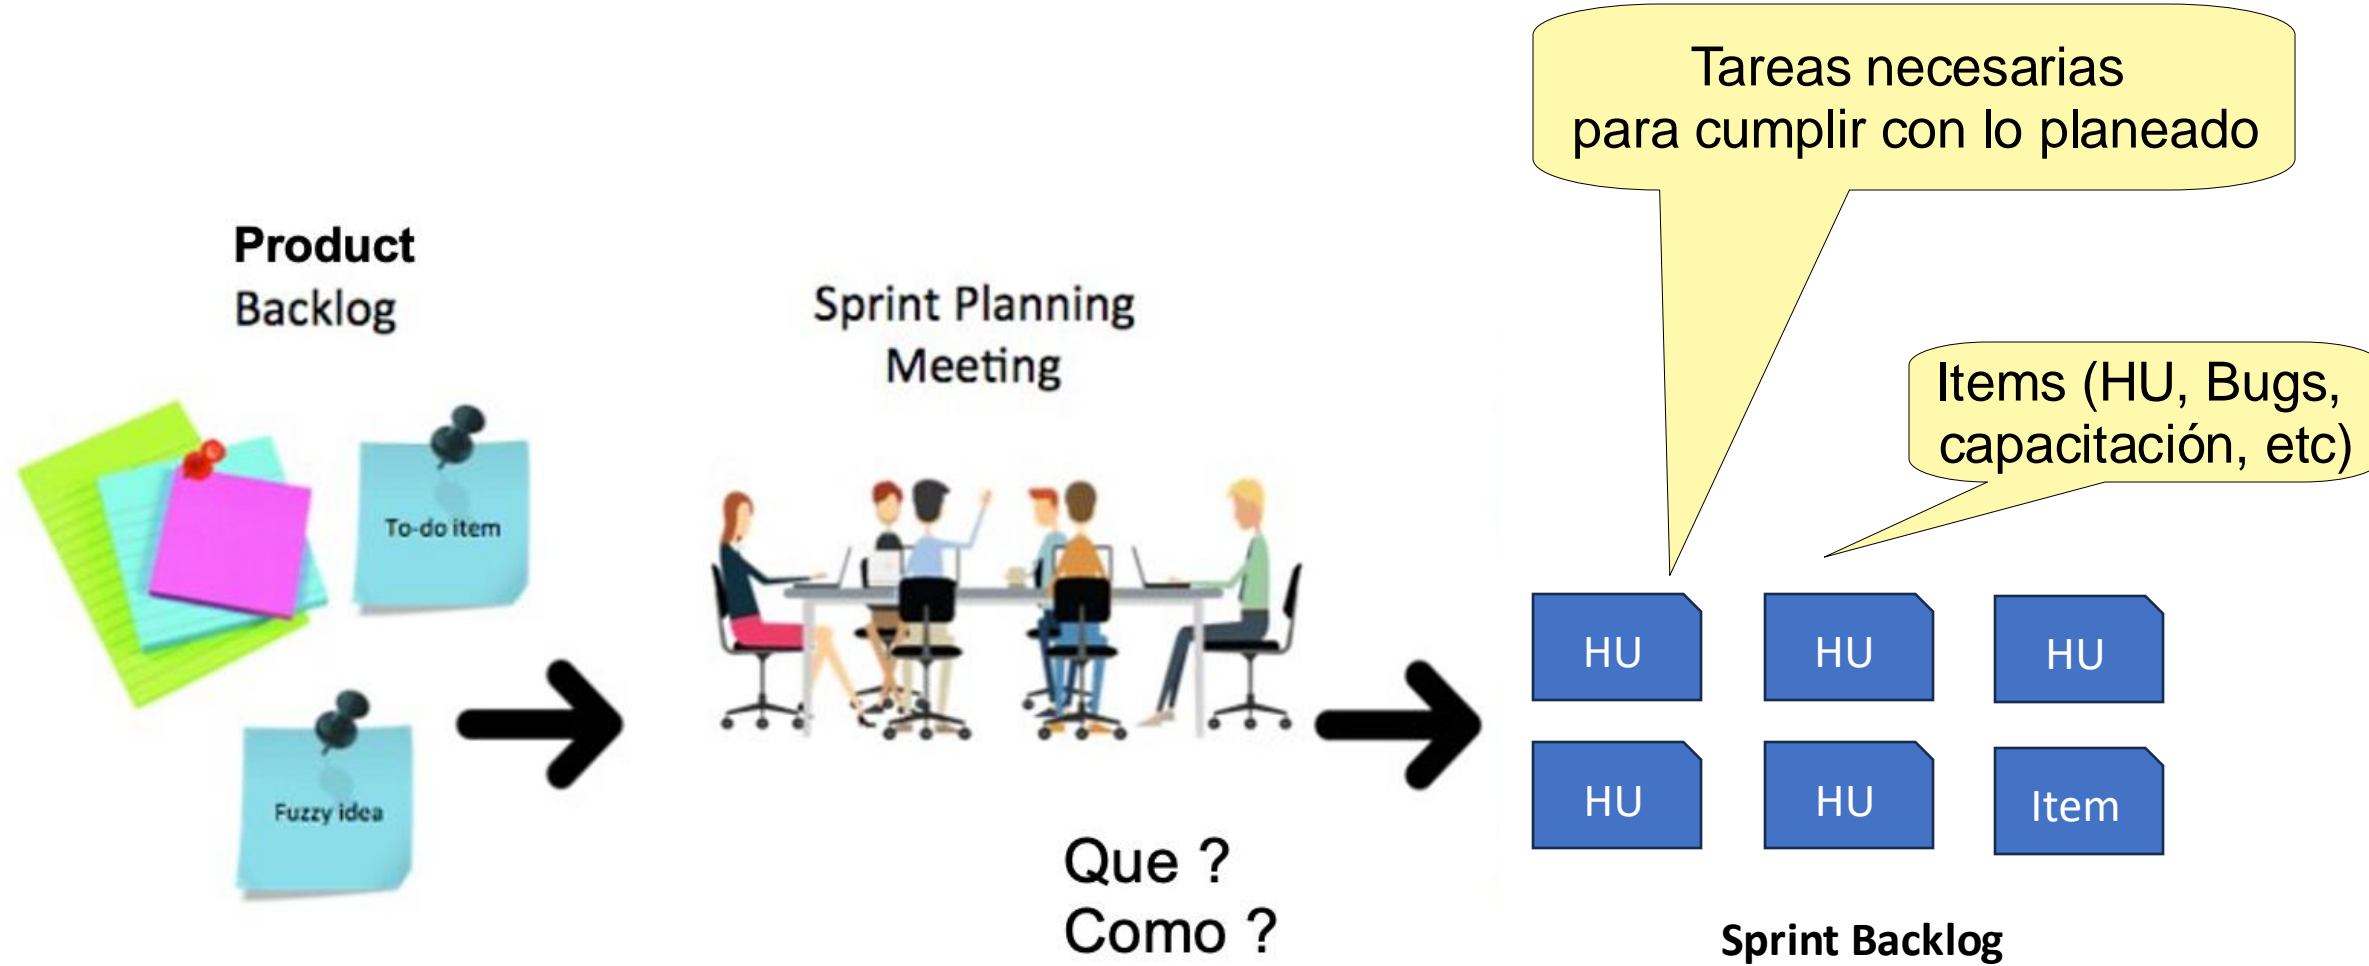 Product
Backlog
To-do item
Fuzzy idea
Sprint Planning
Meeting
Que ?
Como ?
Tareas necesarias
para cumplir con lo planeado
Items (HU, Bugs,
capacitación, etc)
HU
HU
HU
HU
HU
Item
Sprint Backlog